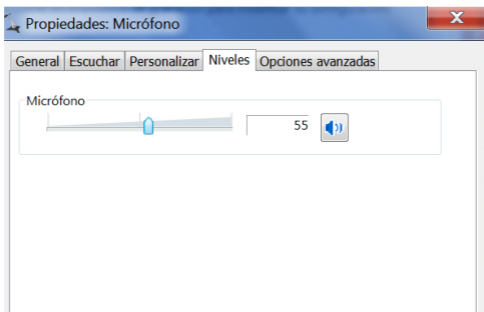 Propiedades: Micrófono
General Escuchar Personalizar Niveles Opciones avanzadas
Micrófono
55